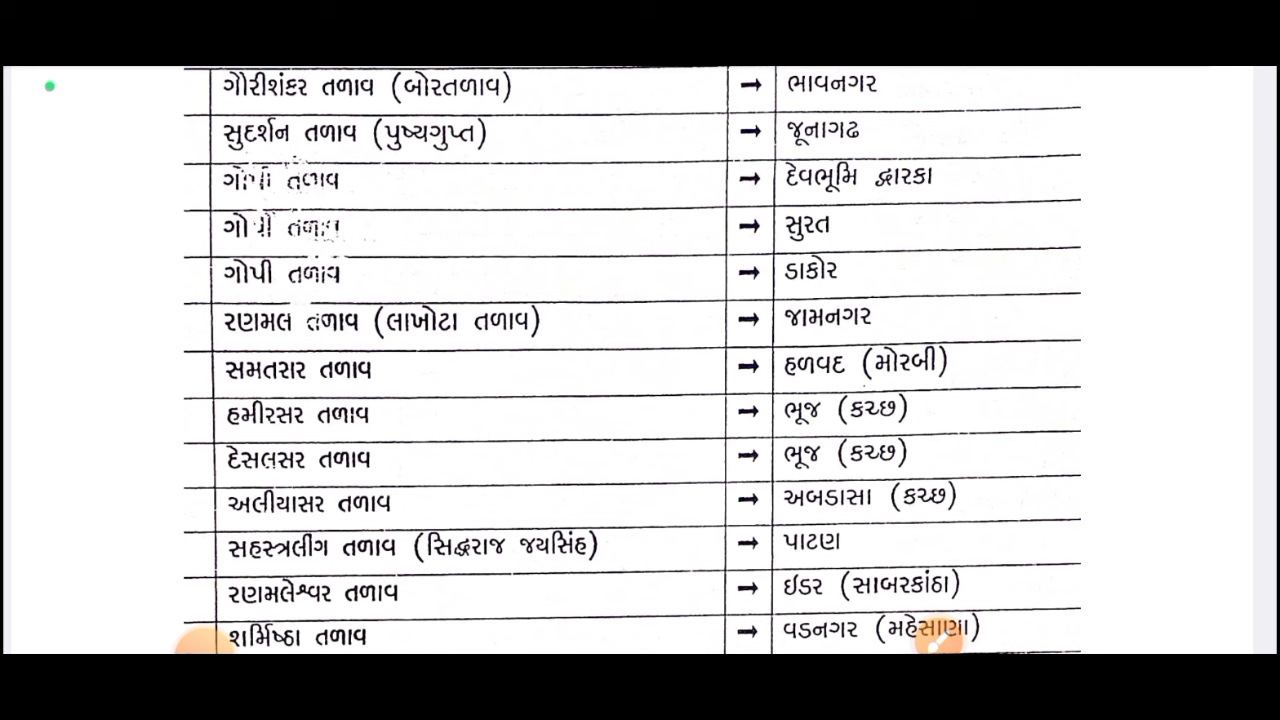 ગૌરીશંકર તળાવ (બોરતળાવ) → ભાવનગર
સુદર્શન તળાવ (પુષ્યગુપ્ત) → જૂનાગઢ
ગોપી તલાવ → દેવભૂમિ દ્વારકા
ગોપી તળાવ → સુરત
ગોપી તળાવ → ડાકોર
રણમલ તળાવ (લાખોટા તળાવ) → જામનગર
સમતરાર તળાવ → હળવદ (મોરબી)
હમીરસર તળાવ → ભૂજ (કચ્છ)
દેસલસર તળાવ → ભૂજ (કચ્છ)
અલીયાસર તળાવ → અબડાસા (કચ્છ)
સહસ્ત્રલીંગ તળાવ (સિદ્ધરાજ જયસિંહ) → પાટણ
રણમલેશ્વર તળાવ → ઇડર (સાબરકાંઠા)
શર્મિષ્ઠા તળાવ → વડનગર (મહેસાણા)